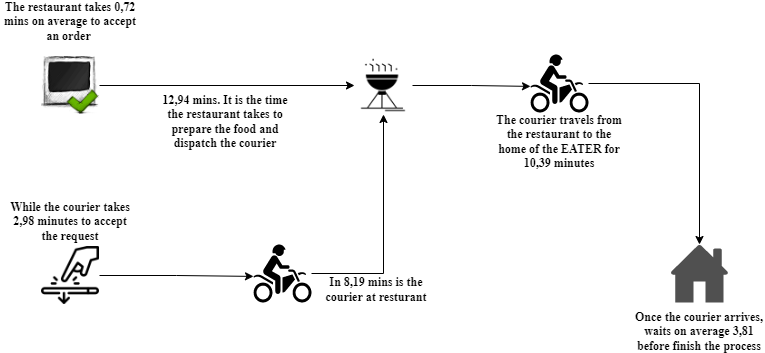 The restaurant takes 0,72
mins on average to accept
an order
12,94 mins. It is the time
the restaurant takes to
prepare the food and
dispatch the courier
The courier travels from
the restaurant to the
home of the EATER for
10,39 minutes
While the courier takes
2,98 minutes to accept
the request
In 8,19 mins is the
courier at resturant
Once the courier arrives,
waits on average 3,81
before finish the process